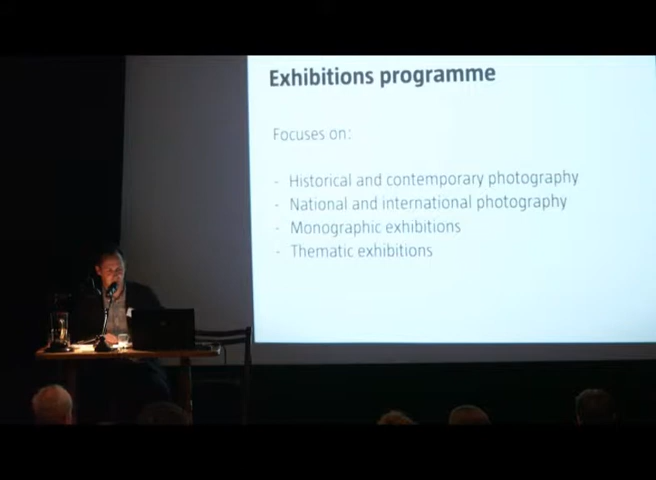 Exhibitions programme
Focuses on:
- Historical and contemporary photography
- National and international photography
- Monographic exhibitions
- Thematic exhibitions